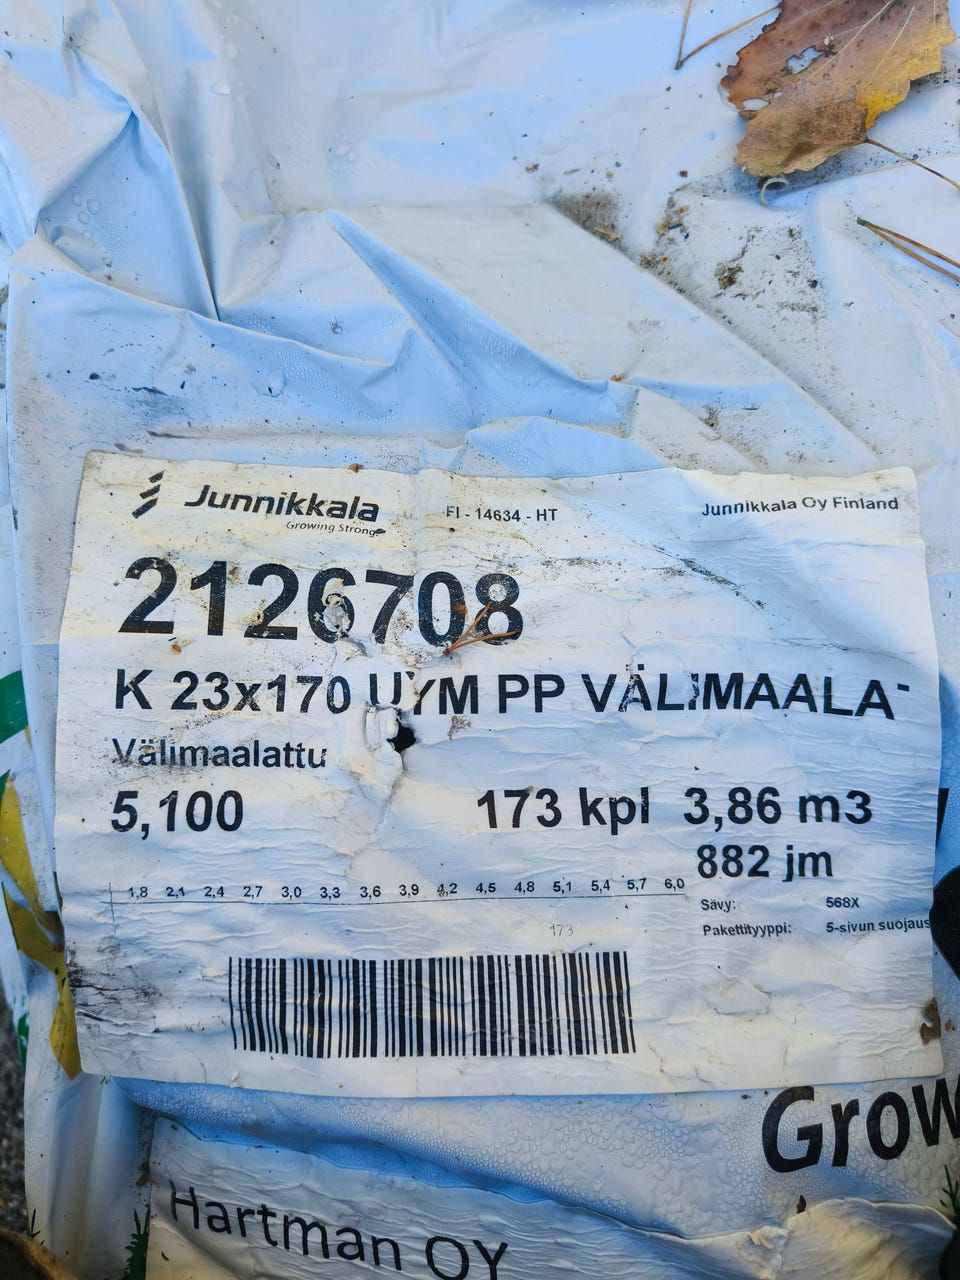 Junnikkala
Growing Strong
FI - 14634 - HT
Junnikkala Oy Finland
2126708
K 23x170 UYM PP VÄLIMAALA-
Välimaalattu
5,100 173 kpl 3,86 m3
882 jm
1,8 2,1 2,4 2,7 3,0 3,3 3,6 3,9 4,2 4,5 4,8 5,1 5,4 5,7 6,0
Sävy: 568X
Pakettityyppi: 5-sivun suojaus
173
Grow
Hartman OY